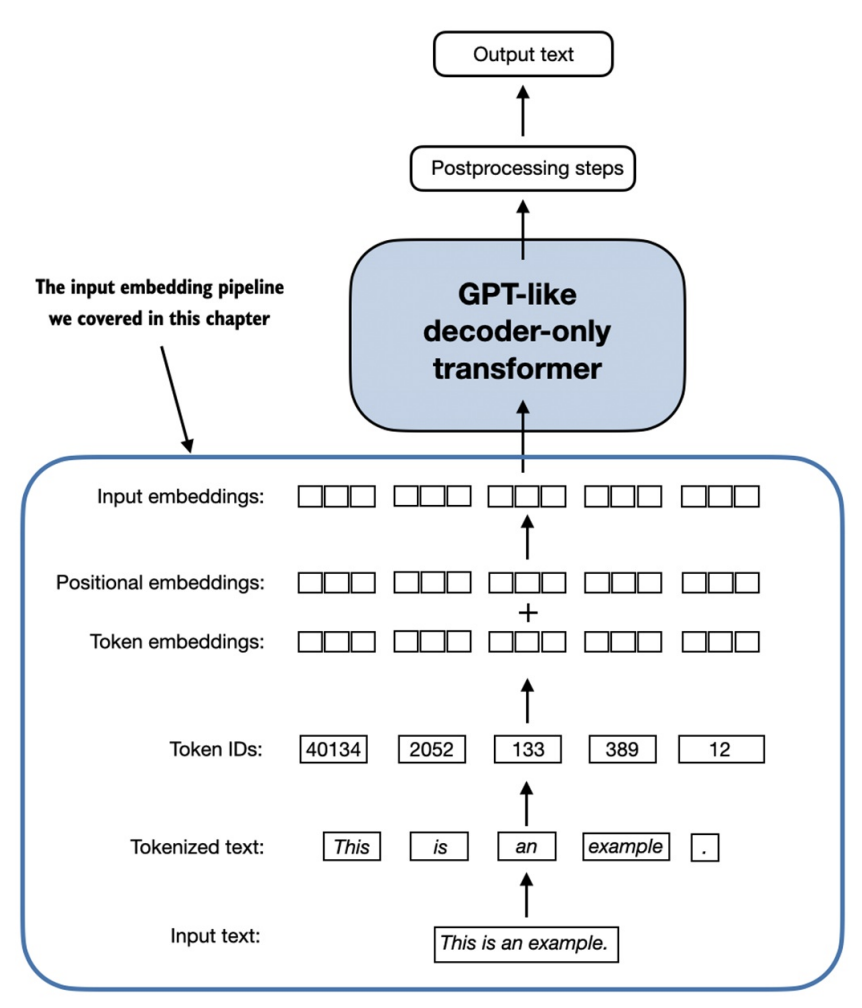 Output text
Postprocessing steps
The input embedding pipeline
we covered in this chapter
GPT-like
decoder-only
transformer
Input embeddings:
Positional embeddings:
+
Token embeddings:
Token IDs: 40134 2052 133 389 12
Tokenized text: This is an example .
Input text: This is an example.